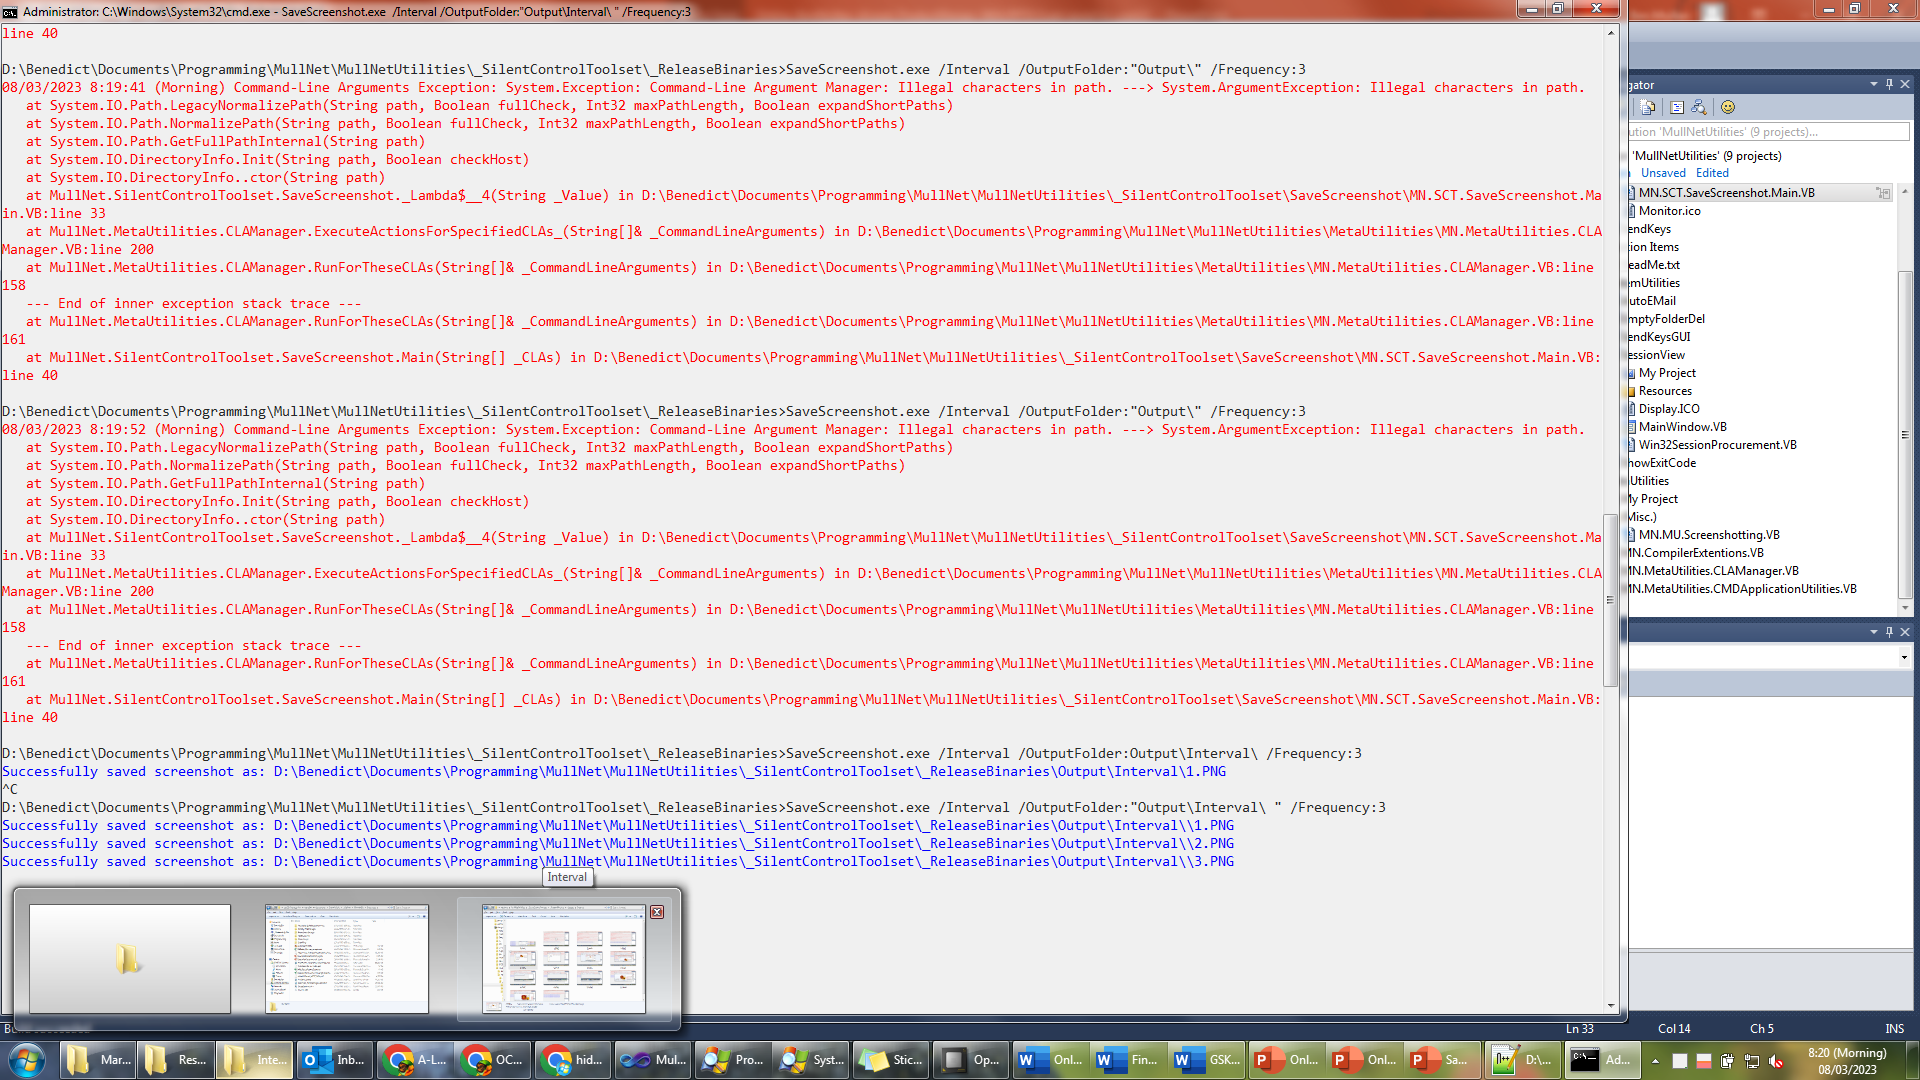 Administrator: C:\Windows\System32\cmd.exe - SaveScreenshot.exe  /Interval /OutputFolder:"Output\Interval\ " /Frequency:3
line 40
D:\Benedict\Documents\Programming\MullNet\MullNetUtilities\_SilentControlToolset\_ReleaseBinaries>SaveScreenshot.exe /Interval /OutputFolder:"Output\" /Frequency:3
08/03/2023 8:19:41 (Morning) Command-Line Arguments Exception: System.Exception: Command-Line Argument Manager: Illegal characters in path. ---> System.ArgumentException: Illegal characters in path.
at System.IO.Path.LegacyNormalizePath(String path, Boolean fullCheck, Int32 maxPathLength, Boolean expandShortPaths)
at System.IO.Path.NormalizePath(String path, Boolean fullCheck, Int32 maxPathLength, Boolean expandShortPaths)
at System.IO.Path.GetFullPathInternal(String path)
at System.IO.DirectoryInfo.Init(String path, Boolean checkHost)
at System.IO.DirectoryInfo..ctor(String path)
at MullNet.SilentControlToolset.SaveScreenshot._Lambda$__4(String _Value) in D:\Benedict\Documents\Programming\MullNet\MullNetUtilities\_SilentControlToolset\SaveScreenshot\MN.SCT.SaveScreenshot.Ma
in.VB:line 33
at MullNet.MetaUtilities.CLAManager.ExecuteActionsForSpecifiedCLAs_(String[]& _CommandLineArguments) in D:\Benedict\Documents\Programming\MullNet\MullNetUtilities\MetaUtilities\MN.MetaUtilities.CLA
Manager.VB:line 200
at MullNet.MetaUtilities.CLAManager.RunForTheseCLAs(String[]& _CommandLineArguments) in D:\Benedict\Documents\Programming\MullNet\MullNetUtilities\MetaUtilities\MN.MetaUtilities.CLAManager.VB:line
158
--- End of inner exception stack trace ---
at MullNet.MetaUtilities.CLAManager.RunForTheseCLAs(String[]& _CommandLineArguments) in D:\Benedict\Documents\Programming\MullNet\MullNetUtilities\MetaUtilities\MN.MetaUtilities.CLAManager.VB:line
161
at MullNet.SilentControlToolset.SaveScreenshot.Main(String[] _CLAs) in D:\Benedict\Documents\Programming\MullNet\MullNetUtilities\_SilentControlToolset\SaveScreenshot\MN.SCT.SaveScreenshot.Main.VB:
line 40
D:\Benedict\Documents\Programming\MullNet\MullNetUtilities\_SilentControlToolset\_ReleaseBinaries>SaveScreenshot.exe /Interval /OutputFolder:"Output\" /Frequency:3
08/03/2023 8:19:52 (Morning) Command-Line Arguments Exception: System.Exception: Command-Line Argument Manager: Illegal characters in path. ---> System.ArgumentException: Illegal characters in path.
at System.IO.Path.LegacyNormalizePath(String path, Boolean fullCheck, Int32 maxPathLength, Boolean expandShortPaths)
at System.IO.Path.NormalizePath(String path, Boolean fullCheck, Int32 maxPathLength, Boolean expandShortPaths)
at System.IO.Path.GetFullPathInternal(String path)
at System.IO.DirectoryInfo.Init(String path, Boolean checkHost)
at System.IO.DirectoryInfo..ctor(String path)
at MullNet.SilentControlToolset.SaveScreenshot._Lambda$__4(String _Value) in D:\Benedict\Documents\Programming\MullNet\MullNetUtilities\_SilentControlToolset\SaveScreenshot\MN.SCT.SaveScreenshot.Ma
in.VB:line 33
at MullNet.MetaUtilities.CLAManager.ExecuteActionsForSpecifiedCLAs_(String[]& _CommandLineArguments) in D:\Benedict\Documents\Programming\MullNet\MullNetUtilities\MetaUtilities\MN.MetaUtilities.CLA
Manager.VB:line 200
at MullNet.MetaUtilities.CLAManager.RunForTheseCLAs(String[]& _CommandLineArguments) in D:\Benedict\Documents\Programming\MullNet\MullNetUtilities\MetaUtilities\MN.MetaUtilities.CLAManager.VB:line
158
--- End of inner exception stack trace ---
at MullNet.MetaUtilities.CLAManager.RunForTheseCLAs(String[]& _CommandLineArguments) in D:\Benedict\Documents\Programming\MullNet\MullNetUtilities\MetaUtilities\MN.MetaUtilities.CLAManager.VB:line
161
at MullNet.SilentControlToolset.SaveScreenshot.Main(String[] _CLAs) in D:\Benedict\Documents\Programming\MullNet\MullNetUtilities\_SilentControlToolset\SaveScreenshot\MN.SCT.SaveScreenshot.Main.VB:
line 40
D:\Benedict\Documents\Programming\MullNet\MullNetUtilities\_SilentControlToolset\_ReleaseBinaries>SaveScreenshot.exe /Interval /OutputFolder:Output\Interval\ /Frequency:3
Successfully saved screenshot as: D:\Benedict\Documents\Programming\MullNet\MullNetUtilities\_SilentControlToolset\_ReleaseBinaries\Output\Interval\1.PNG
^C
D:\Benedict\Documents\Programming\MullNet\MullNetUtilities\_SilentControlToolset\_ReleaseBinaries>SaveScreenshot.exe /Interval /OutputFolder:"Output\Interval\ " /Frequency:3
Successfully saved screenshot as: D:\Benedict\Documents\Programming\MullNet\MullNetUtilities\_SilentControlToolset\_ReleaseBinaries\Output\Interval\\1.PNG
Successfully saved screenshot as: D:\Benedict\Documents\Programming\MullNet\MullNetUtilities\_SilentControlToolset\_ReleaseBinaries\Output\Interval\\2.PNG
Successfully saved screenshot as: D:\Benedict\Documents\Programming\MullNet\MullNetUtilities\_SilentControlToolset\_ReleaseBinaries\Output\Interval\\3.PNG
Interval
gator
ution 'MullNetUtilities' (9 projects)...
'MullNetUtilities' (9 projects)
Unsaved Edited
MN.SCT.SaveScreenshot.Main.VB
Monitor.ico
endKeys
tion Items
eadMe.txt
emUtilities
utoEMail
mptyFolderDel
endKeysGUI
essionView
My Project
Resources
Display.ICO
MainWindow.VB
Win32SessionProcurement.VB
howExitCode
Utilities
My Project
Misc.)
MN.MU.Screenshotting.VB
MN.CompilerExtentions.VB
MN.MetaUtilities.CLAManager.VB
MN.MetaUtilities.CMDApplicationUtilities.VB
Ln 33 Col 14 Ch 5 INS
Mar... Res... Inte... Inb... A-L... OC... hid... Mul... Pro... Syst... Stic... Op... Onl... Fin... GSK... Onl... Onl... Sa... D:\... Ad...
8:20 (Morning)
08/03/2023